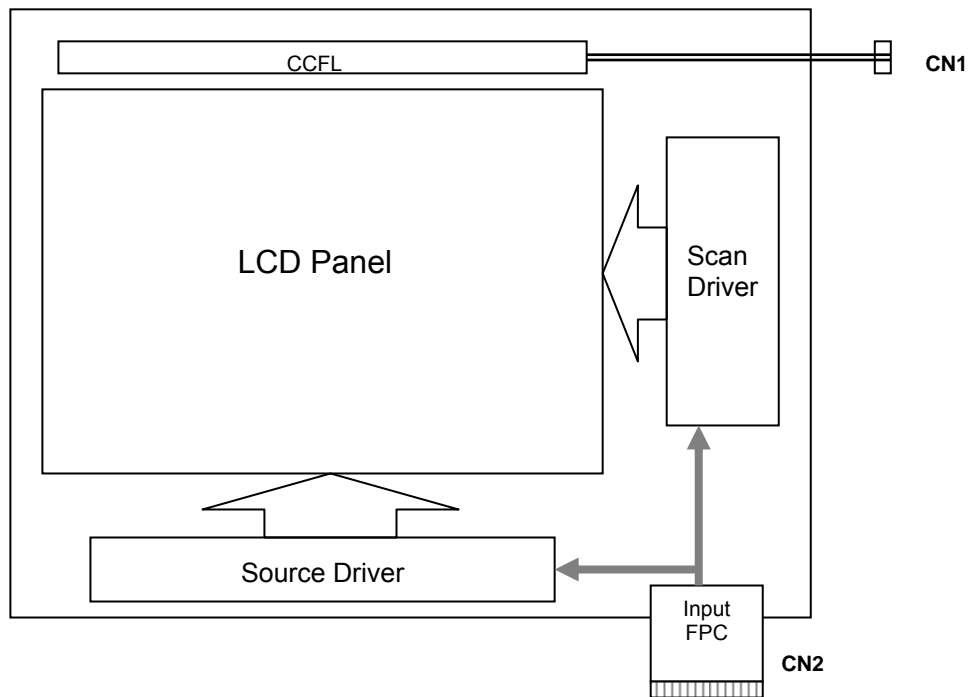 CCFL
CN1
LCD Panel
Scan
Driver
Source Driver
Input
FPC
CN2